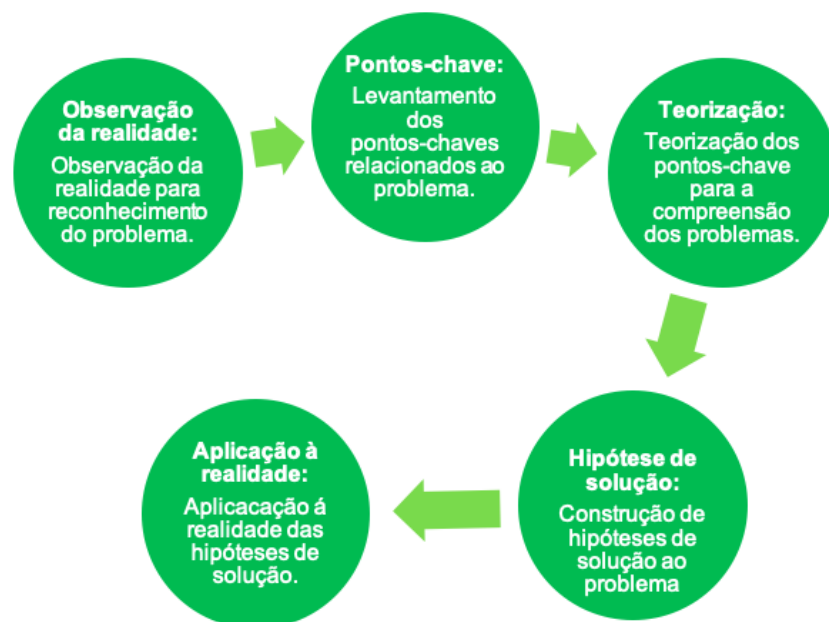 Observação
da realidade:
Observação da
realidade para
reconhecimento
do problema.
Pontos-chave:
Levantamento
dos
pontos-chaves
relacionados ao
problema.
Teorização:
Teorização dos
pontos-chave
para a
compreensão
dos problemas.
Hipótese de
solução:
Construção de
hipóteses de
solução ao
problema
Aplicação à
realidade:
Aplicacação á
realidade das
hipóteses de
solução.